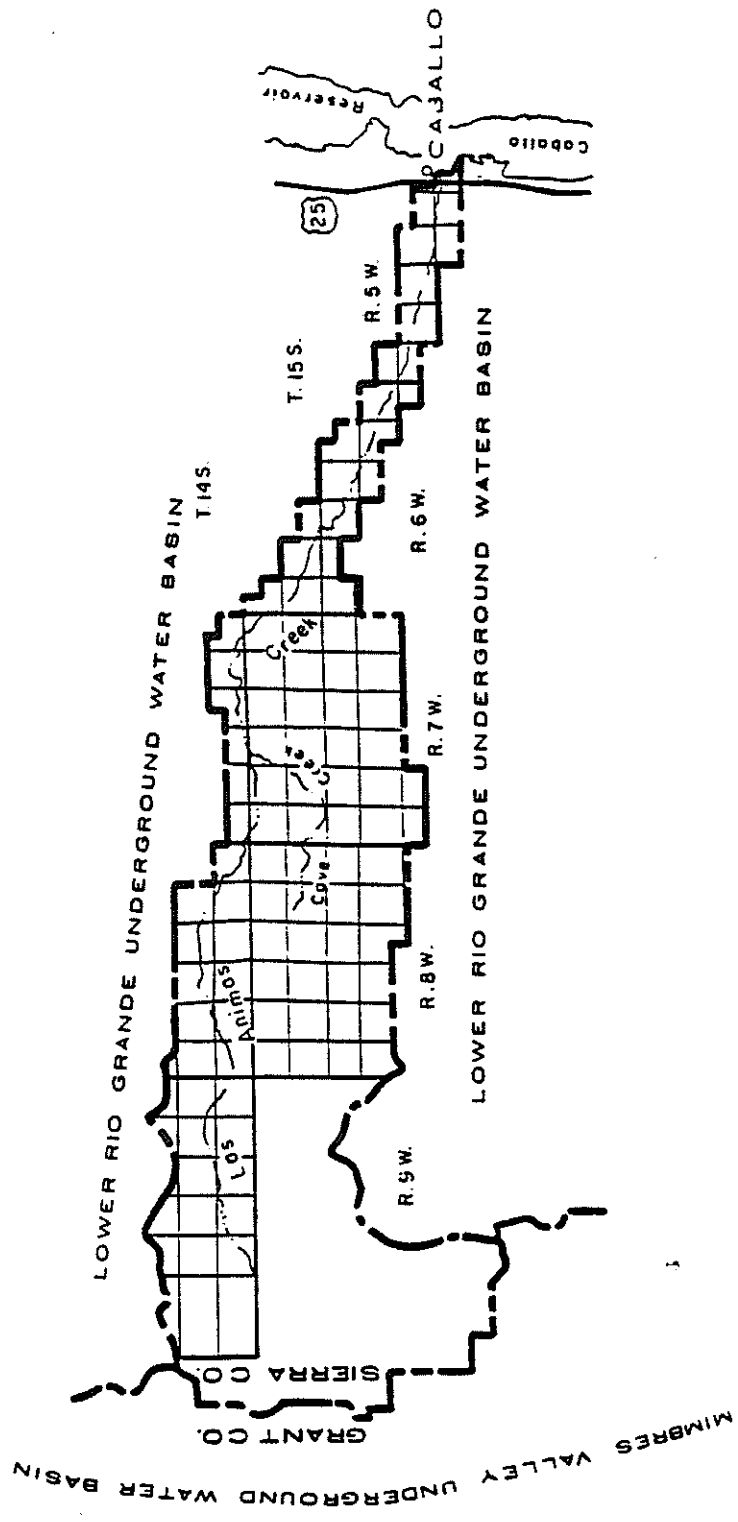 LOWER RIO GRANDE UNDERGROUND WATER BASIN
T. 14 S.
T. 15 S.
25
Reservoir
Caballo
CABALLO
R. 5 W.
R. 6 W.
R. 7 W.
R. 8 W.
R. 9 W.
Los Animas Creek
Cave Creek
LOWER RIO GRANDE UNDERGROUND WATER BASIN
SIERRA CO.
GRANT CO.
MIMBRES VALLEY UNDERGROUND WATER BASIN